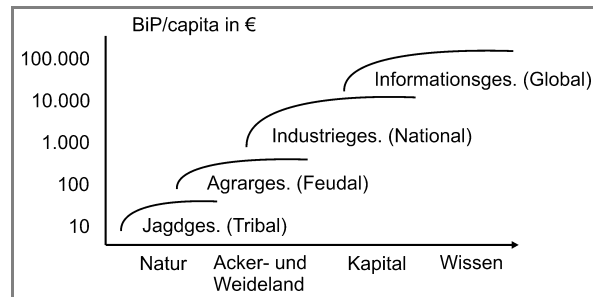 BiP/capita in €
100.000
10.000
1.000
100
10
Informationsges. (Global)
Industrieges. (National)
Agrarges. (Feudal)
Jagdges. (Tribal)
Natur
Acker- und
Weideland
Kapital
Wissen